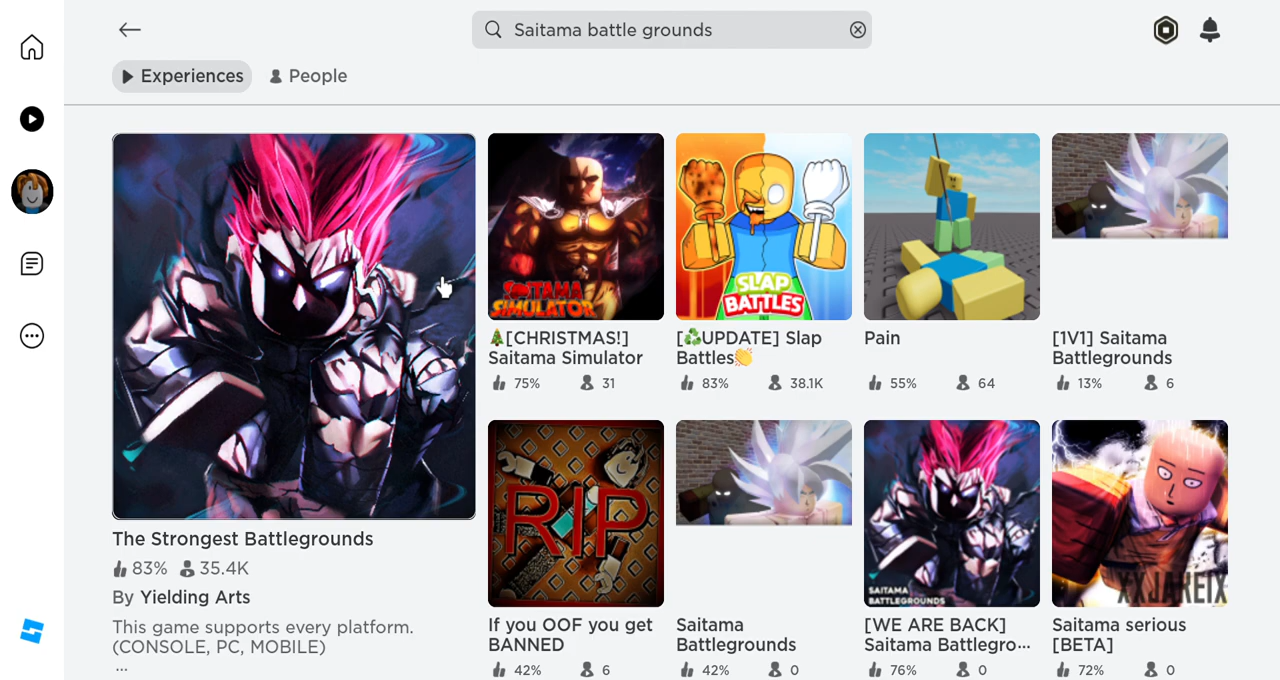 Saitama battle grounds
Experiences
People
The Strongest Battlegrounds
83% 35.4K
By Yielding Arts
This game supports every platform.
(CONSOLE, PC, MOBILE)
...
SAITAMA
SIMULATOR
🎄[CHRISTMAS!]
Saitama Simulator
75% 31
SLAP
BATTLES
[♻️UPDATE] Slap
Battles👏
83% 38.1K
Pain
55% 64
[1V1] Saitama
Battlegrounds
13% 6
RIP
If you OOF you get
BANNED
42% 6
Saitama
Battlegrounds
42% 0
SAITAMA
BATTLEGROUNDS
[WE ARE BACK]
Saitama Battlegro...
76% 0
XXJAREIX
Saitama serious
[BETA]
72% 0